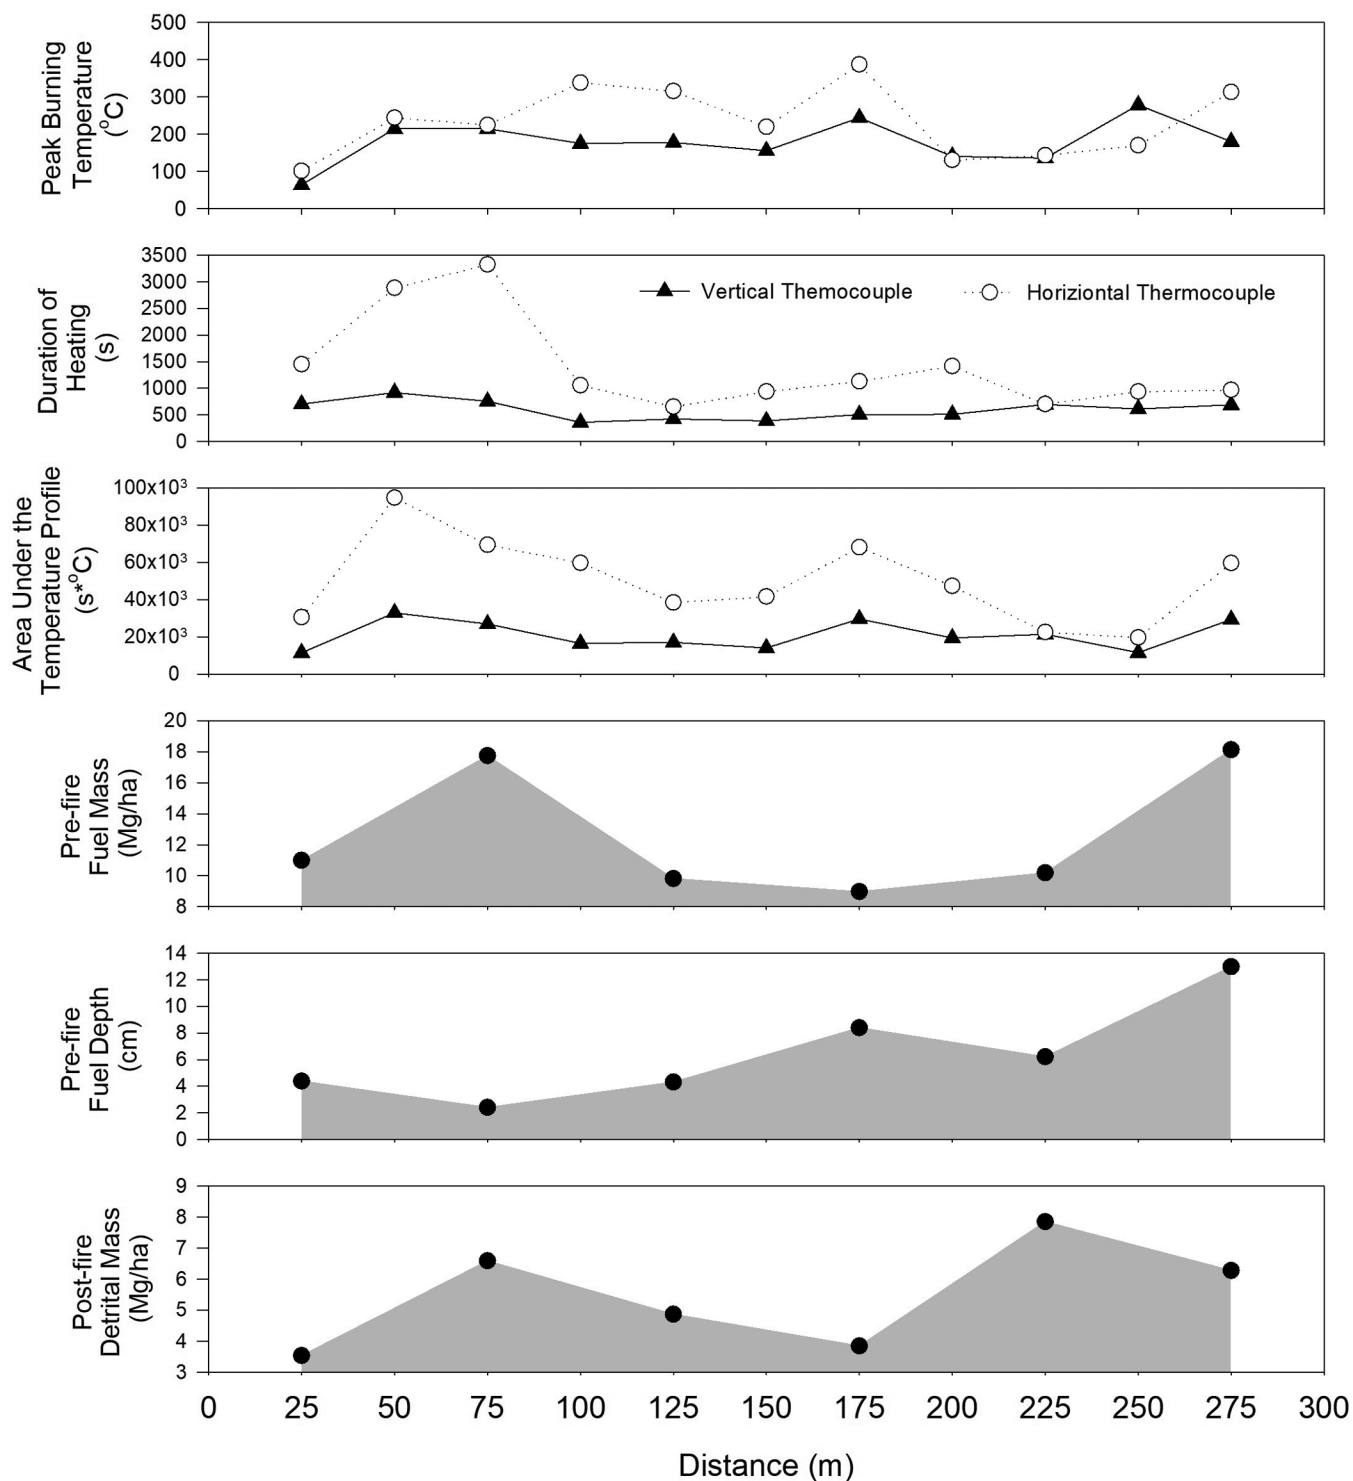 Peak Burning
Temperature
(°C)
500
400
300
200
100
0
Duration of
Heating
(s)
3500
3000
2500
2000
1500
1000
500
0
Vertical Themocouple
Horiziontal Thermocouple
Area Under the
Temperature Profile
(s*°C)
100x10³
80x10³
60x10³
40x10³
20x10³
0
Pre-fire
Fuel Mass
(Mg/ha)
20
18
16
14
12
10
8
Pre-fire
Fuel Depth
(cm)
14
12
10
8
6
4
2
0
Post-fire
Detrital Mass
(Mg/ha)
9
8
7
6
5
4
3
0 25 50 75 100 125 150 175 200 225 250 275 300
Distance (m)